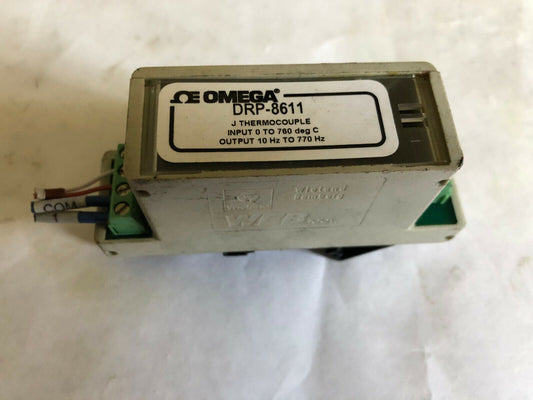 OMEGA®
DRP-8611
J THERMOCOUPLE
INPUT 0 TO 760 deg C
OUTPUT 10 Hz TO 770 Hz
COM